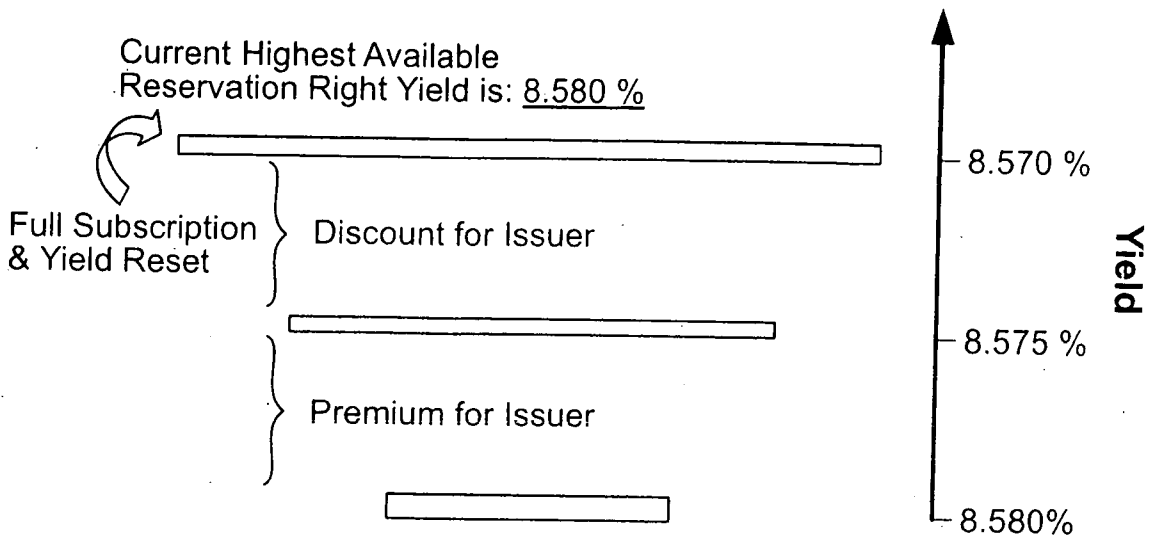 Current Highest Available
Reservation Right Yield is: 8.580 %
8.570 %
Full Subscription
& Yield Reset
Discount for Issuer
Yield
8.575 %
Premium for Issuer
8.580%